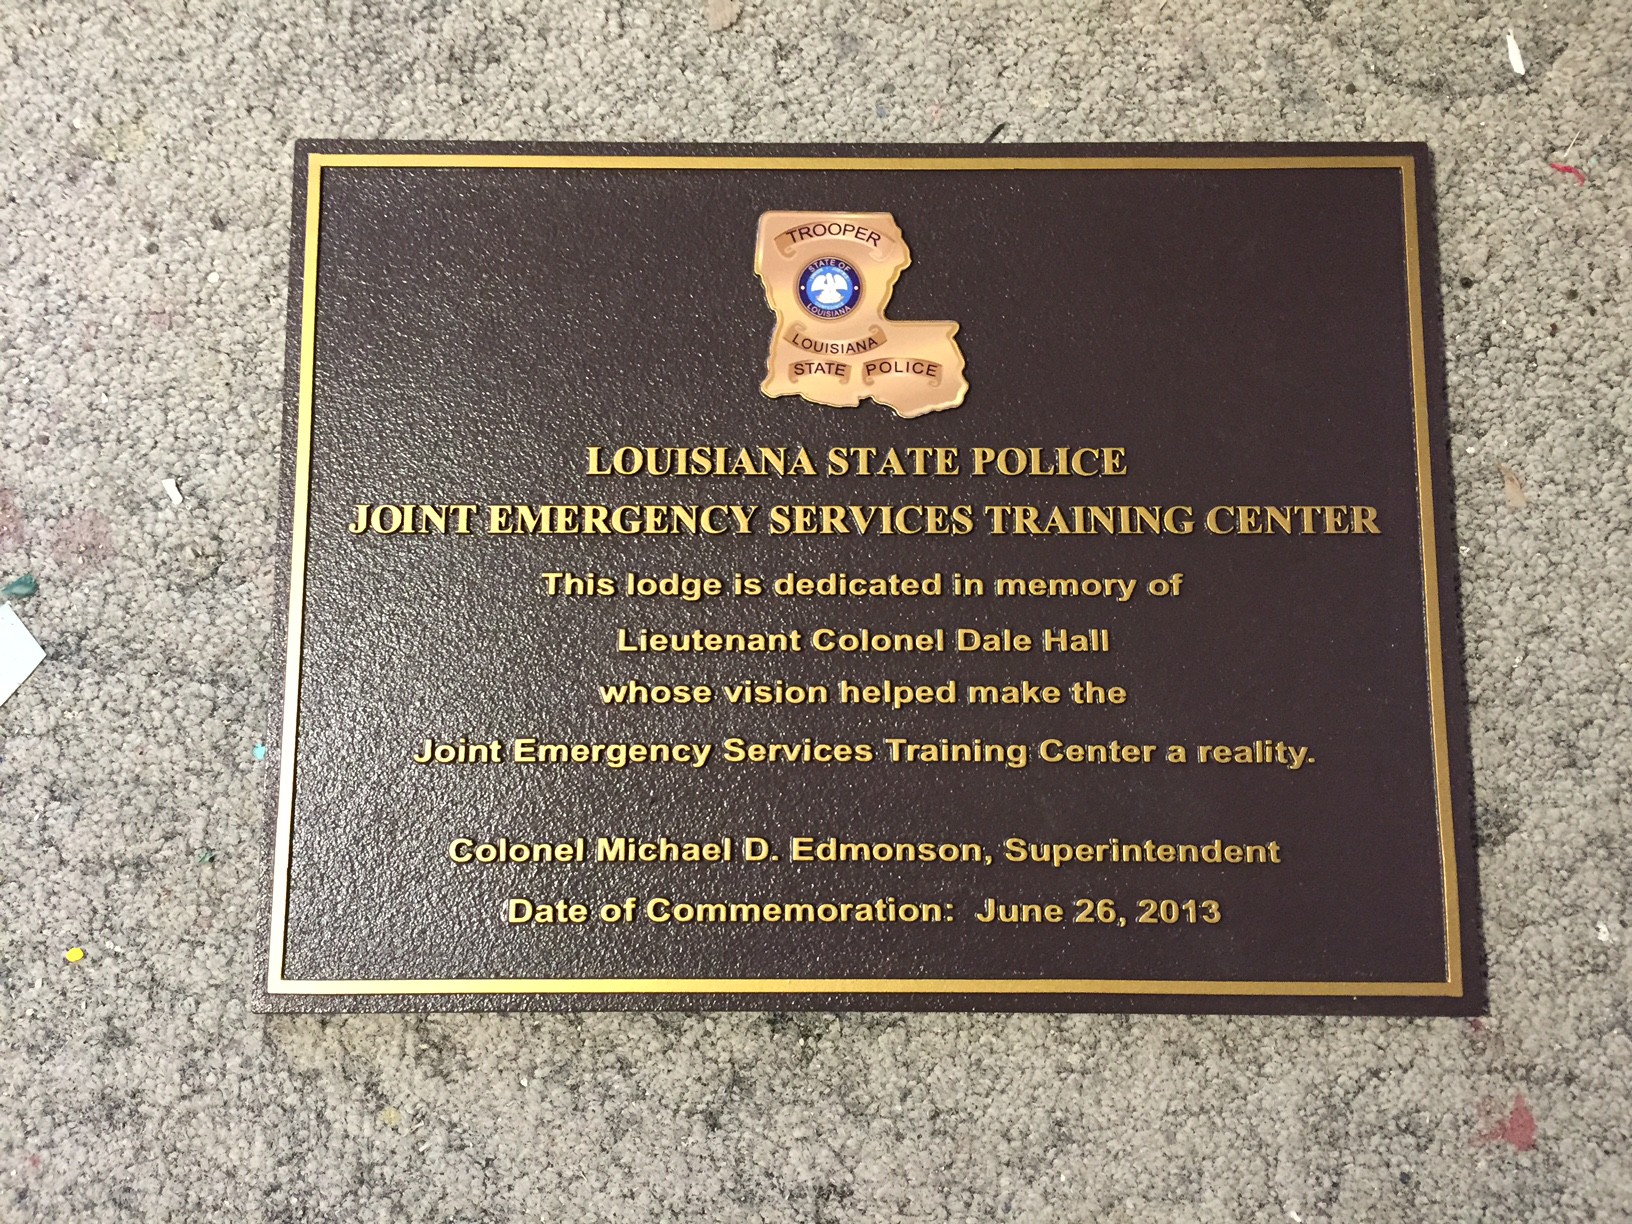 TROOPER
STATE OF
LOUISIANA
LOUISIANA
STATE POLICE
LOUISIANA STATE POLICE
JOINT EMERGENCY SERVICES TRAINING CENTER
This lodge is dedicated in memory of
Lieutenant Colonel Dale Hall
whose vision helped make the
Joint Emergency Services Training Center a reality.
Colonel Michael D. Edmonson, Superintendent
Date of Commemoration: June 26, 2013